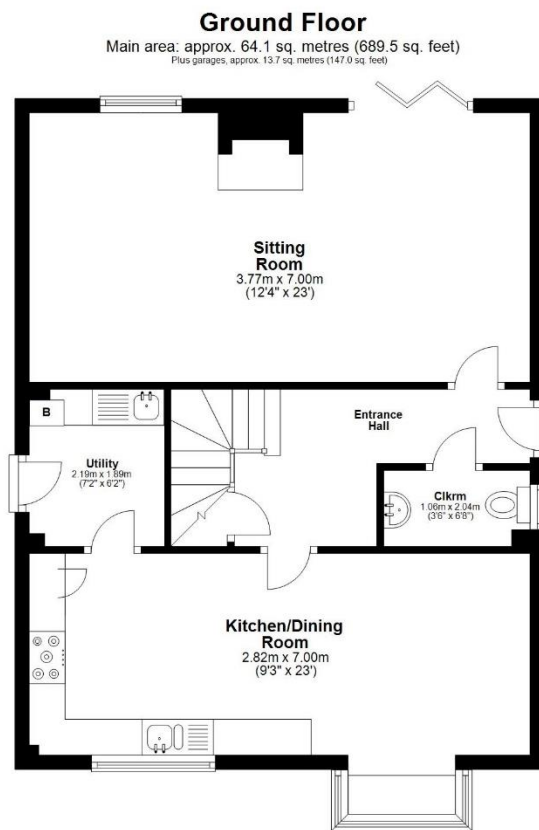 Ground Floor
Main area: approx. 64.1 sq. metres (689.5 sq. feet)
Plus garages, approx. 13.7 sq. metres (147.0 sq. feet)
Sitting
Room
3.77m x 7.00m
(12'4" x 23')
Entrance
Hall
B
Utility
2.19m x 1.89m
(7'2" x 6'2")
Clkrm
1.06m x 2.04m
(3'6" x 6'8")
Kitchen/Dining
Room
2.82m x 7.00m
(9'3" x 23')